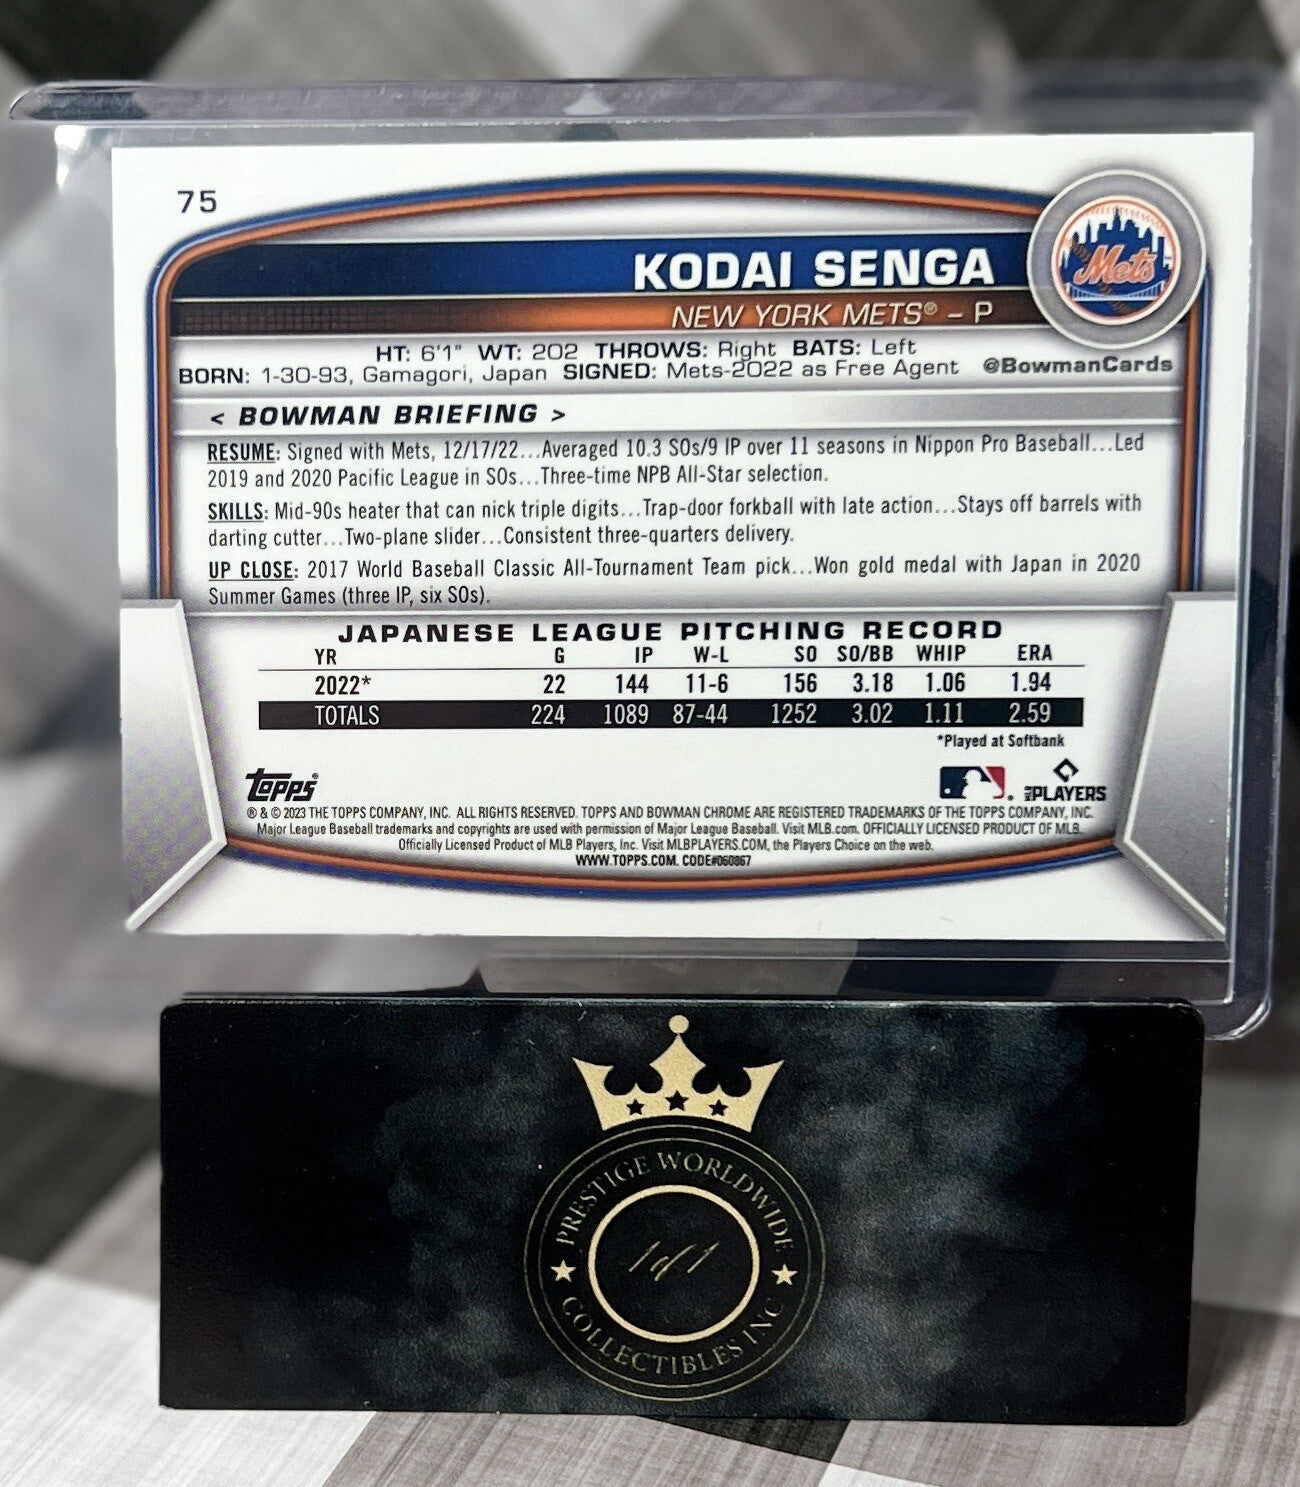 75
KODAI SENGA
Mets
NEW YORK METS® – P
HT: 6'1" WT: 202 THROWS: Right BATS: Left
BORN: 1-30-93, Gamagori, Japan SIGNED: Mets-2022 as Free Agent @BowmanCards
< BOWMAN BRIEFING >
RESUME: Signed with Mets, 12/17/22...Averaged 10.3 SOs/9 IP over 11 seasons in Nippon Pro Baseball...Led
2019 and 2020 Pacific League in SOs...Three-time NPB All-Star selection.
SKILLS: Mid-90s heater that can nick triple digits...Trap-door forkball with late action...Stays off barrels with
darting cutter...Two-plane slider...Consistent three-quarters delivery.
UP CLOSE: 2017 World Baseball Classic All-Tournament Team pick...Won gold medal with Japan in 2020
Summer Games (three IP, six SOs).
JAPANESE LEAGUE PITCHING RECORD
YR G IP W-L SO SO/BB WHIP ERA
2022* 22 144 11-6 156 3.18 1.06 1.94
TOTALS 224 1089 87-44 1252 3.02 1.11 2.59
*Played at Softbank
Topps®
MLB PLAYERS
® & © 2023 THE TOPPS COMPANY, INC. ALL RIGHTS RESERVED. TOPPS AND BOWMAN CHROME ARE REGISTERED TRADEMARKS OF THE TOPPS COMPANY, INC.
Major League Baseball trademarks and copyrights are used with permission of Major League Baseball. Visit MLB.com. OFFICIALLY LICENSED PRODUCT OF MLB.
Officially Licensed Product of MLB Players, Inc. Visit MLBPLAYERS.COM, the Players Choice on the web.
WWW.TOPPS.COM. CODE#060867
PRESTIGE WORLDWIDE
1of1
COLLECTIBLES INC